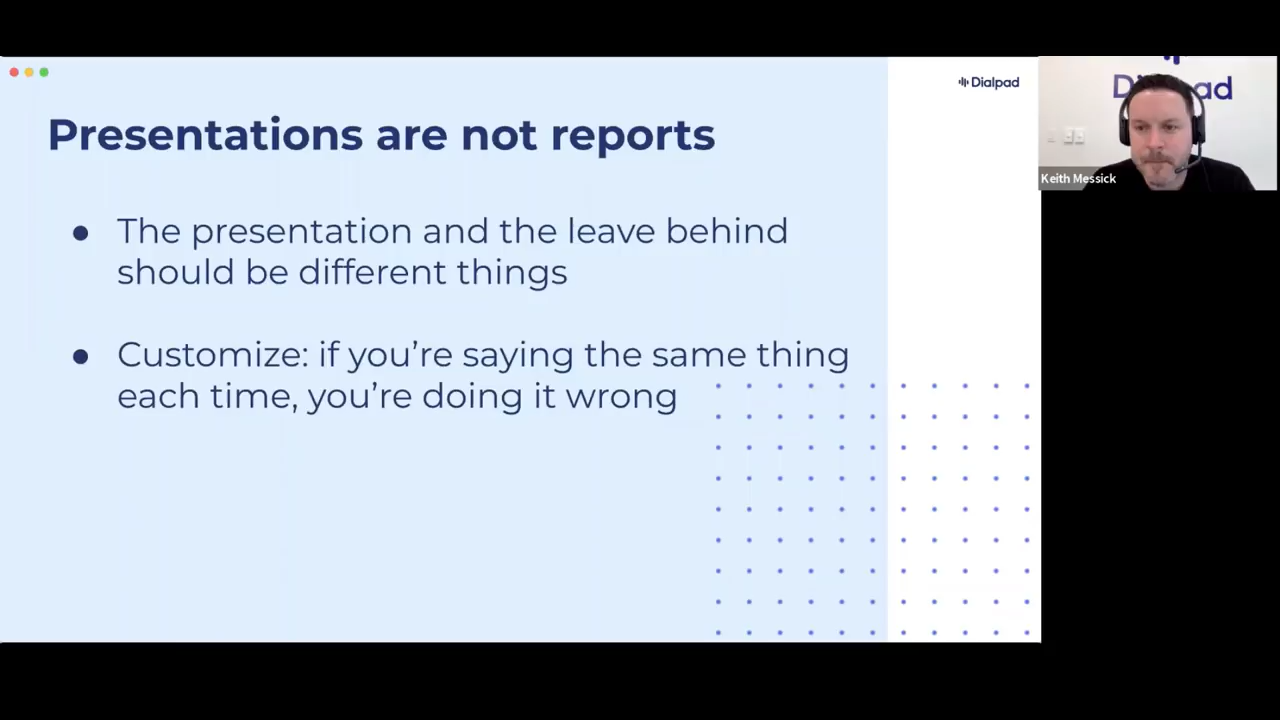 Presentations are not reports
● The presentation and the leave behind
should be different things
● Customize: if you're saying the same thing
each time, you're doing it wrong
Dialpad
Keith Messick